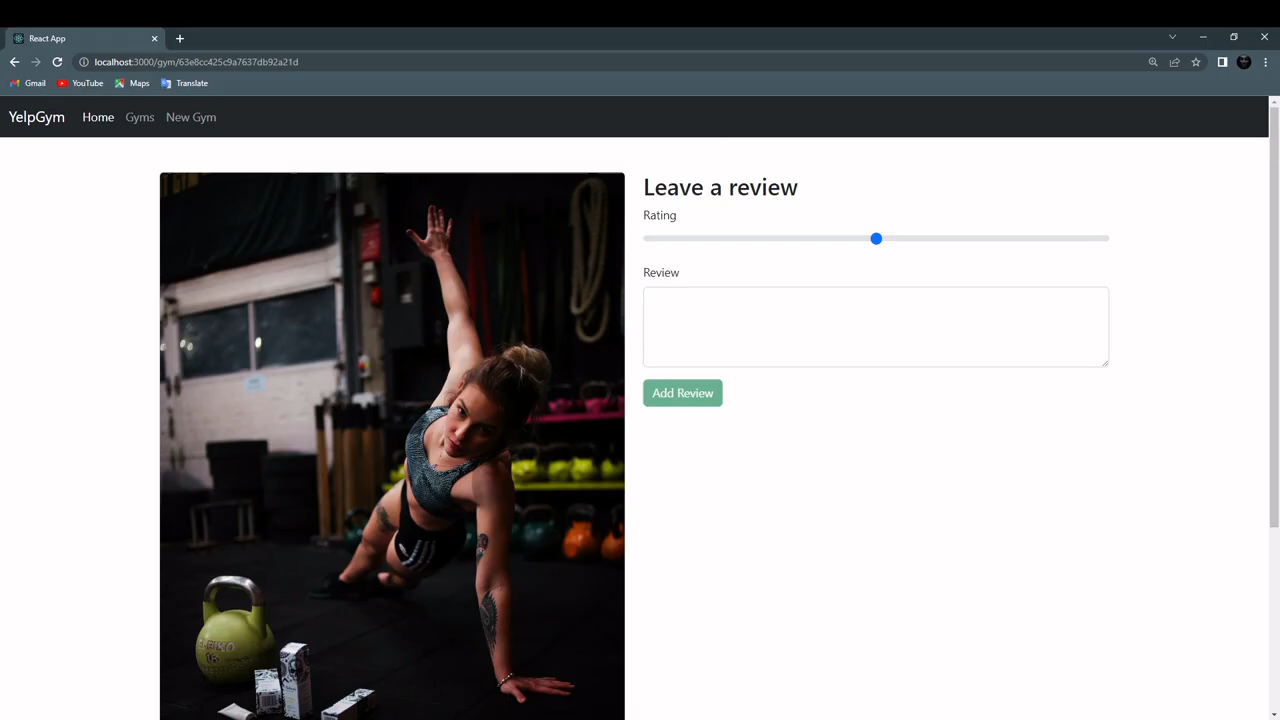 React App
localhost:3000/gym/63e8cc425c9a7637db92a21d
Gmail YouTube Maps Translate
YelpGym Home Gyms New Gym
Leave a review
Rating
Review
Add Review